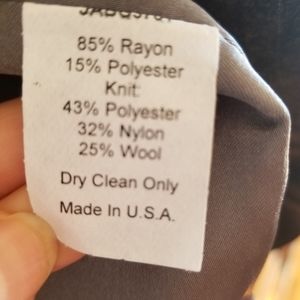 85% Rayon
15% Polyester
Knit:
43% Polyester
32% Nylon
25% Wool
Dry Clean Only
Made In U.S.A.